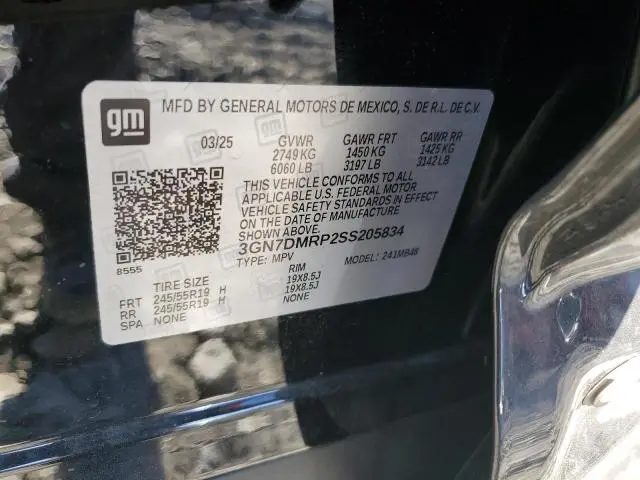 gm
MFD BY GENERAL MOTORS DE MEXICO, S. DE R.L. DE C.V.
03/25 GVWR GAWR FRT GAWR RR
2749 KG 1450 KG 1425 KG
6060 LB 3197 LB 3142 LB
THIS VEHICLE CONFORMS TO ALL
APPLICABLE U.S. FEDERAL MOTOR
VEHICLE SAFETY STANDARDS IN EFFECT
ON THE DATE OF MANUFACTURE
SHOWN ABOVE.
3GN7DMRP2SS205834
8555 TYPE: MPV MODEL: 241MB48
TIRE SIZE RIM
FRT 245/55R19 H 19X8.5J
RR 245/55R19 H 19X8.5J
SPA NONE NONE